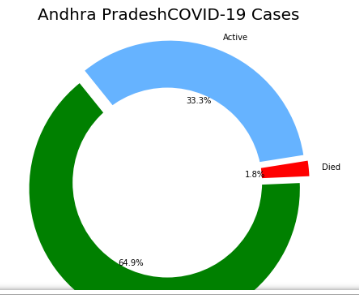 Andhra PradeshCOVID-19 Cases
Active
33.3%
1.8%
Died
64.9%